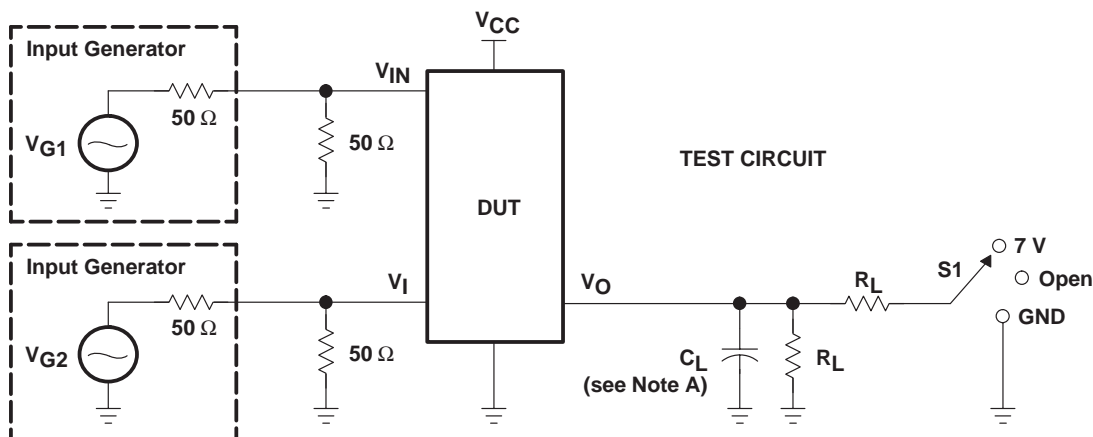 VCC
Input Generator
VIN
50 Ω
VG1
50 Ω
TEST CIRCUIT
DUT
Input Generator
VI
VO
50 Ω
VG2
50 Ω
CL
(see Note A)
RL
RL
S1
7 V
Open
GND